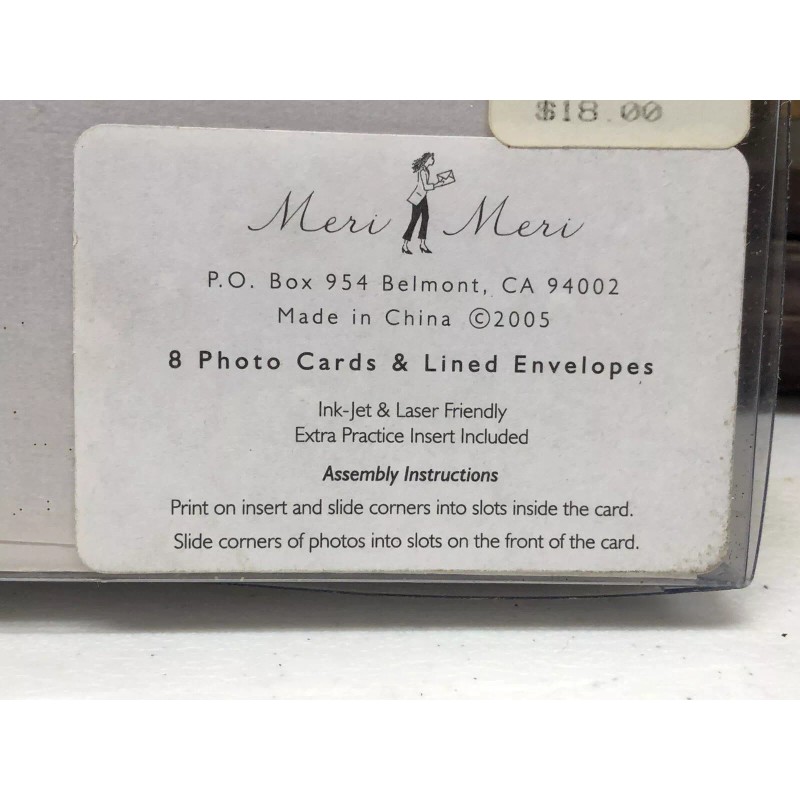 $18.00
Meri Meri
P.O. Box 954 Belmont, CA 94002
Made in China ©2005
8 Photo Cards & Lined Envelopes
Ink-Jet & Laser Friendly
Extra Practice Insert Included
Assembly Instructions
Print on insert and slide corners into slots inside the card.
Slide corners of photos into slots on the front of the card.